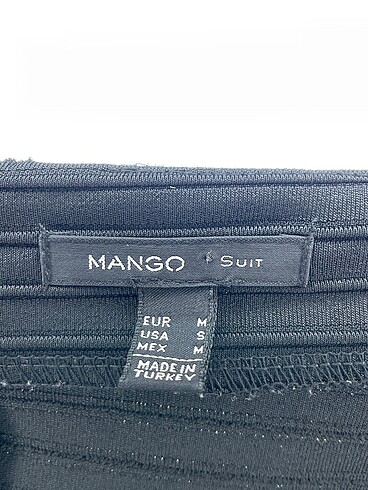 MANGO SUIT
EUR M
USA S
MEX M
MADE IN
TURKEY